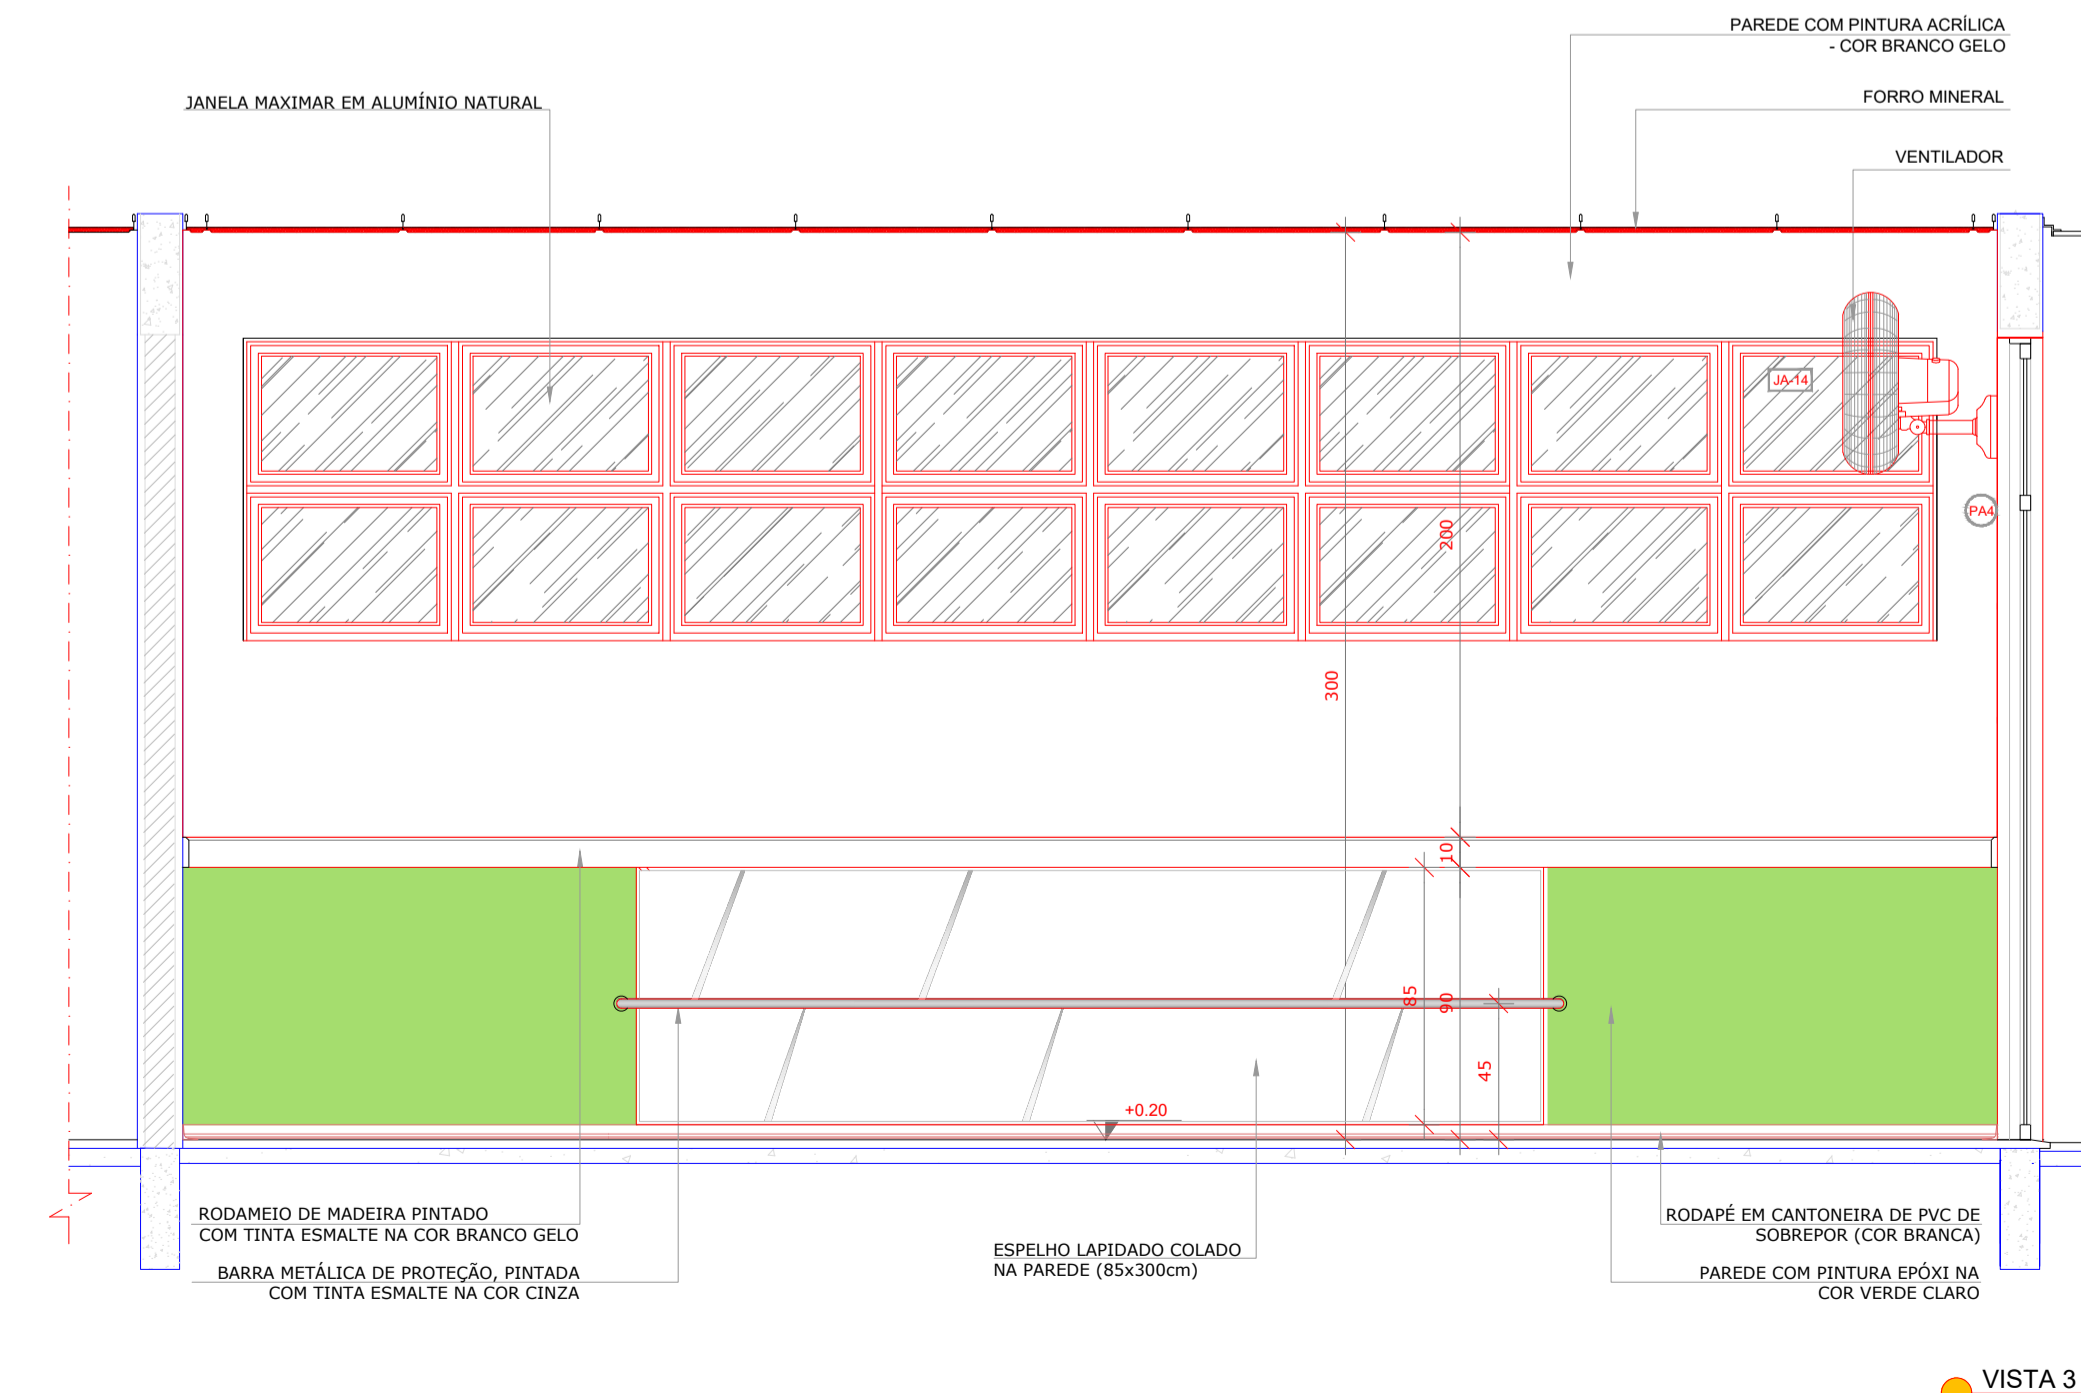 PAREDE COM PINTURA ACRÍLICA
- COR BRANCO GELO
JANELA MAXIMAR EM ALUMÍNIO NATURAL
FORRO MINERAL
VENTILADOR
JA-14
PA4
200
300
10
85
90
45
+0.20
RODAMEIO DE MADEIRA PINTADO
COM TINTA ESMALTE NA COR BRANCO GELO
BARRA METÁLICA DE PROTEÇÃO, PINTADA
COM TINTA ESMALTE NA COR CINZA
ESPELHO LAPIDADO COLADO
NA PAREDE (85x300cm)
RODAPÉ EM CANTONEIRA DE PVC DE
SOBREPOR (COR BRANCA)
PAREDE COM PINTURA EPÓXI NA
COR VERDE CLARO
VISTA 3